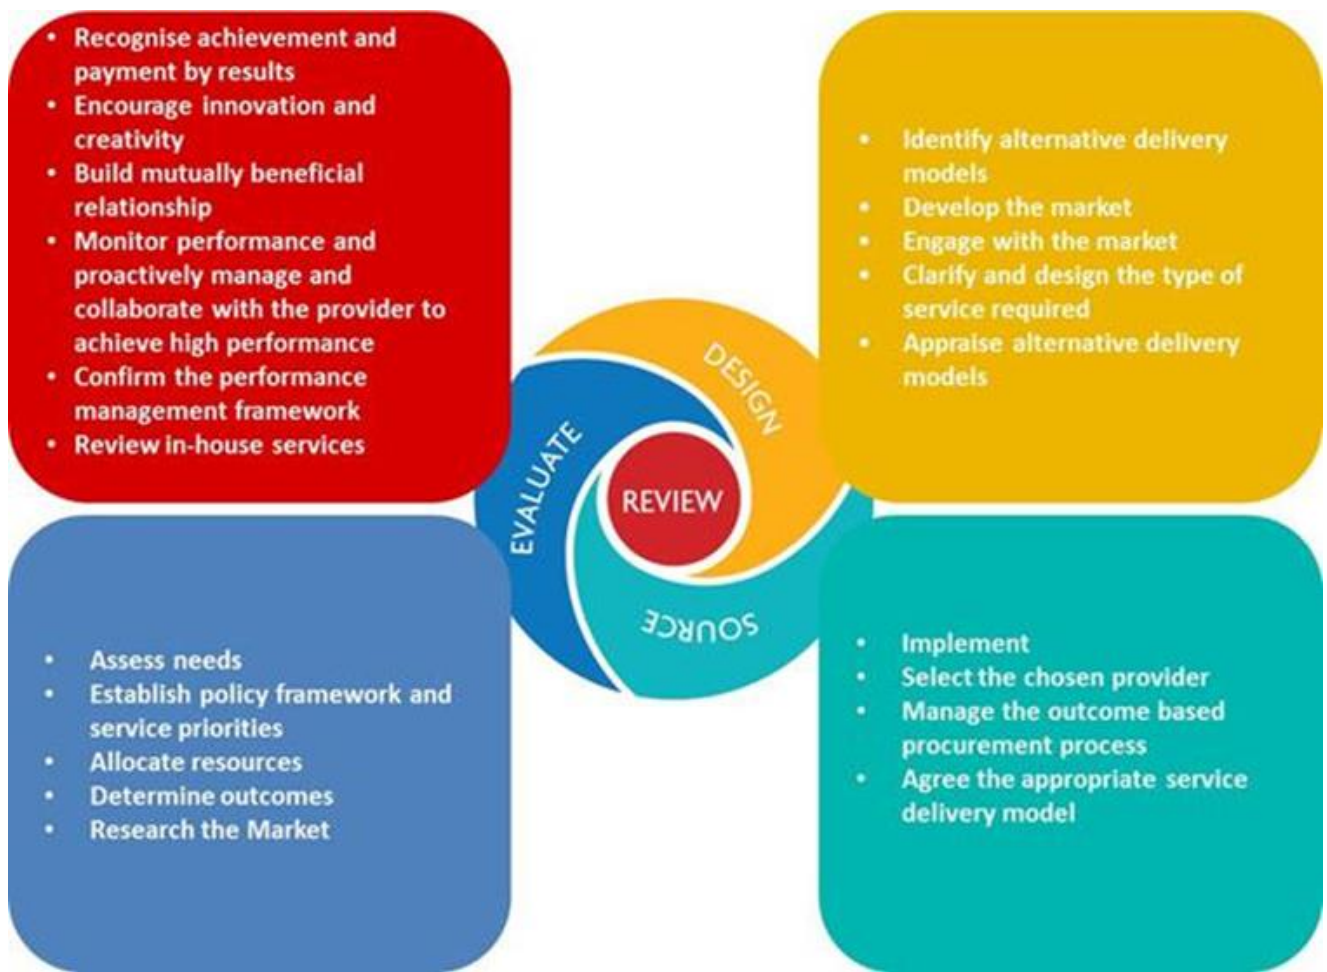 • Recognise achievement and
payment by results
• Encourage innovation and
creativity
• Build mutually beneficial
relationship
• Monitor performance and
proactively manage and
collaborate with the provider to
achieve high performance
• Confirm the performance
management framework
• Review in-house services
• Identify alternative delivery
models
• Develop the market
• Engage with the market
• Clarify and design the type of
service required
• Appraise alternative delivery
models
DESIGN
EVALUATE
REVIEW
SOURCE
• Assess needs
• Establish policy framework and
service priorities
• Allocate resources
• Determine outcomes
• Research the Market
• Implement
• Select the chosen provider
• Manage the outcome based
procurement process
• Agree the appropriate service
delivery model